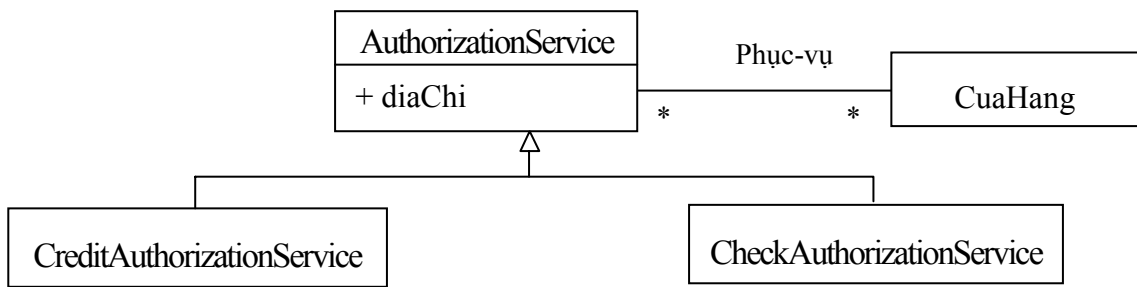 AuthorizationService
+ diaChi
Phục-vụ
*
*
CuaHang
CreditAuthorizationService
CheckAuthorizationService